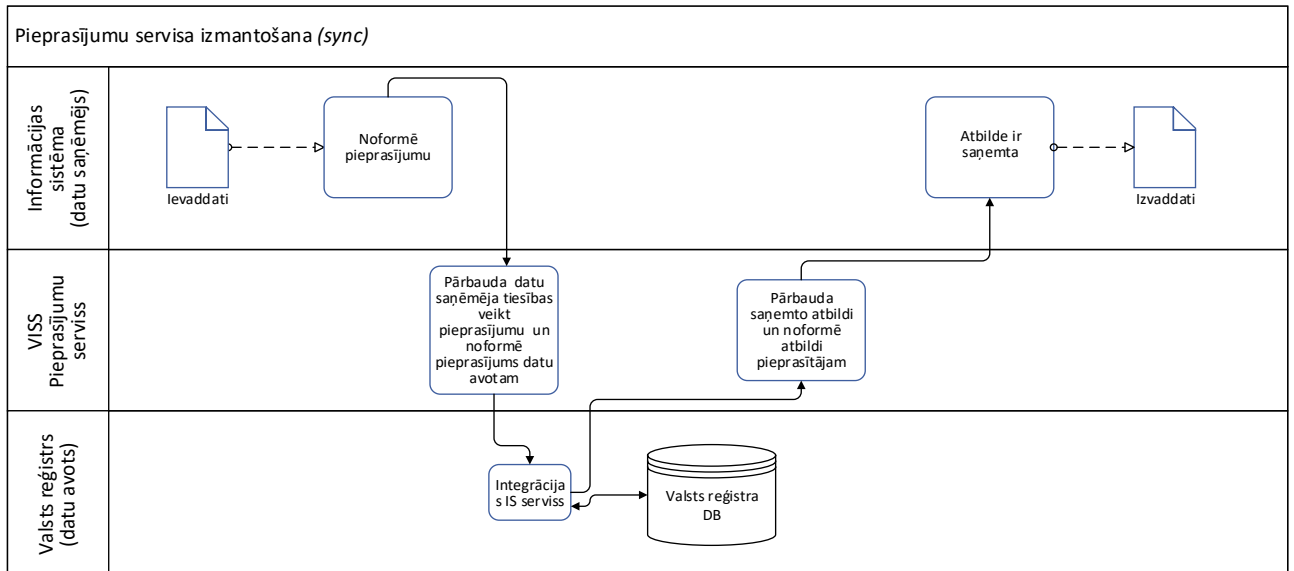 Pieprasījumu servisa izmantošana (sync)
Informācijas
sistēma
(datu saņēmējs)
Ievaddati
Noformē
pieprasījumu
Atbilde ir
saņemta
Izvaddati
VISS
Pieprasījumu
serviss
Pārbauda datu
saņēmēja tiesības
veikt
pieprasījumu un
noformē
pieprasījums datu
avotam
Pārbauda
saņemto atbildi
un noformē
atbildi
pieprasītājam
Valsts reģistrs
(datu avots)
Integrācija
s IS serviss
Valsts reģistra
DB